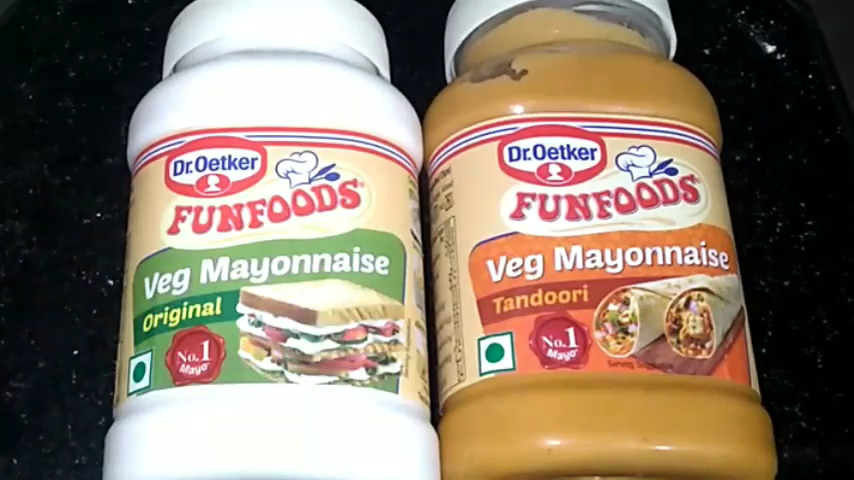 Dr.Oetker
FUNFOODS
Veg Mayonnaise
Original
No.1
Mayo
Dr.Oetker
FUNFOODS
Veg Mayonnaise
Tandoori
No.1
Mayo